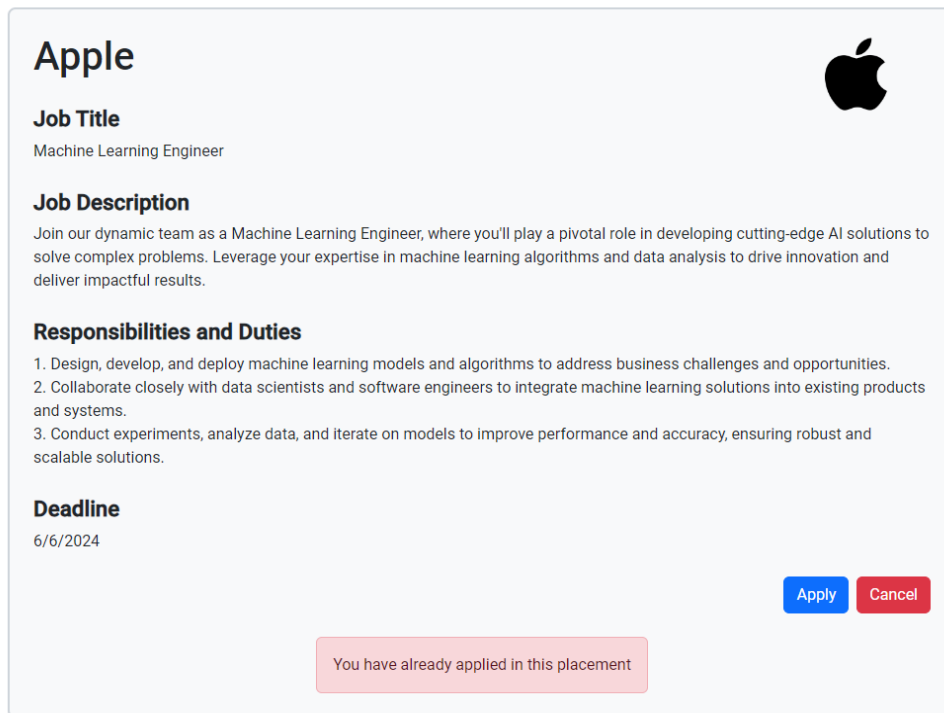 Apple
Job Title
Machine Learning Engineer
Job Description
Join our dynamic team as a Machine Learning Engineer, where you'll play a pivotal role in developing cutting-edge AI solutions to
solve complex problems. Leverage your expertise in machine learning algorithms and data analysis to drive innovation and
deliver impactful results.
Responsibilities and Duties
1. Design, develop, and deploy machine learning models and algorithms to address business challenges and opportunities.
2. Collaborate closely with data scientists and software engineers to integrate machine learning solutions into existing products
and systems.
3. Conduct experiments, analyze data, and iterate on models to improve performance and accuracy, ensuring robust and
scalable solutions.
Deadline
6/6/2024
Apply Cancel
You have already applied in this placement